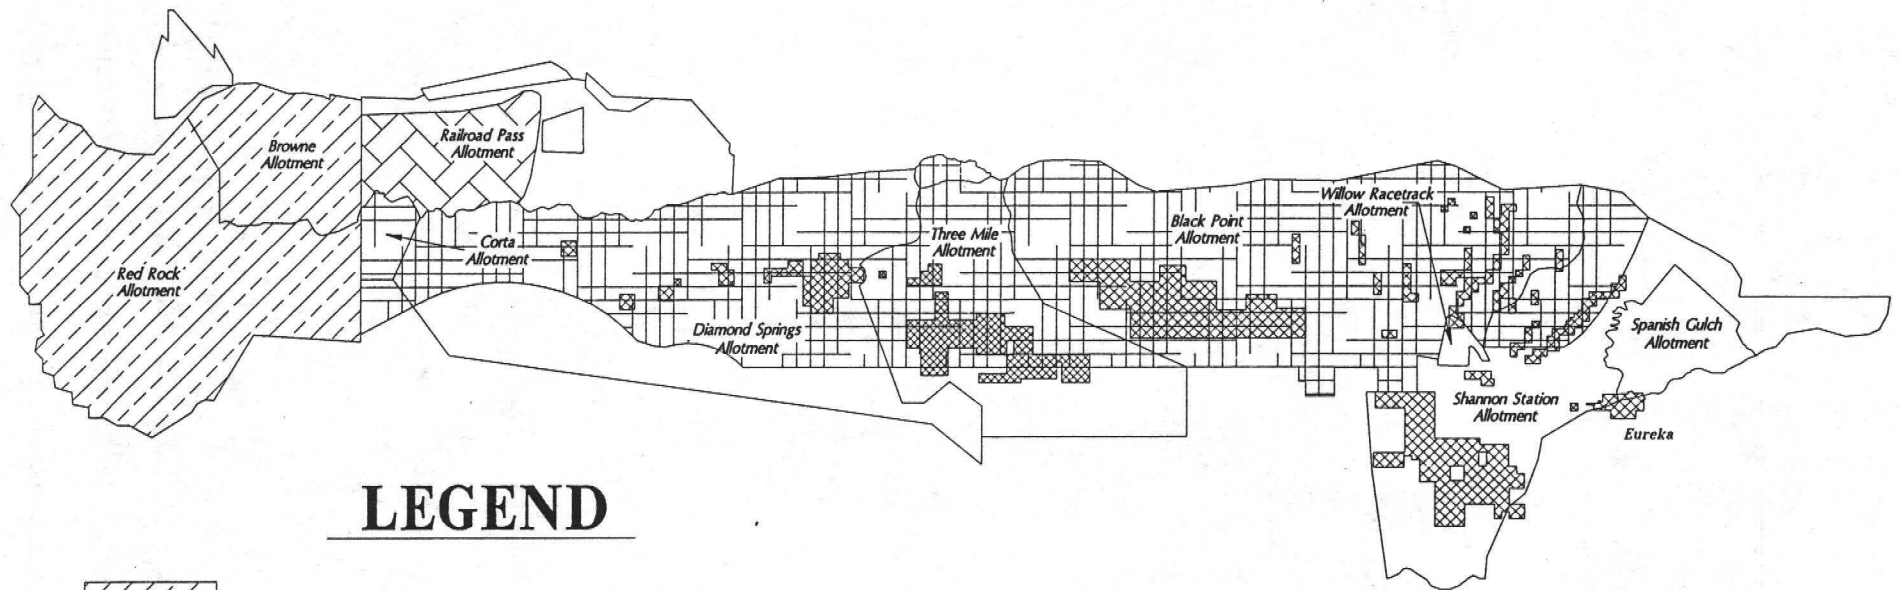 Browne
Allotment
Railroad Pass
Allotment
Red Rock
Allotment
Corta
Allotment
Diamond Springs
Allotment
Three Mile
Allotment
Black Point
Allotment
Willow Racetrack
Allotment
Spanish Gulch
Allotment
Shannon Station
Allotment
Eureka
LEGEND